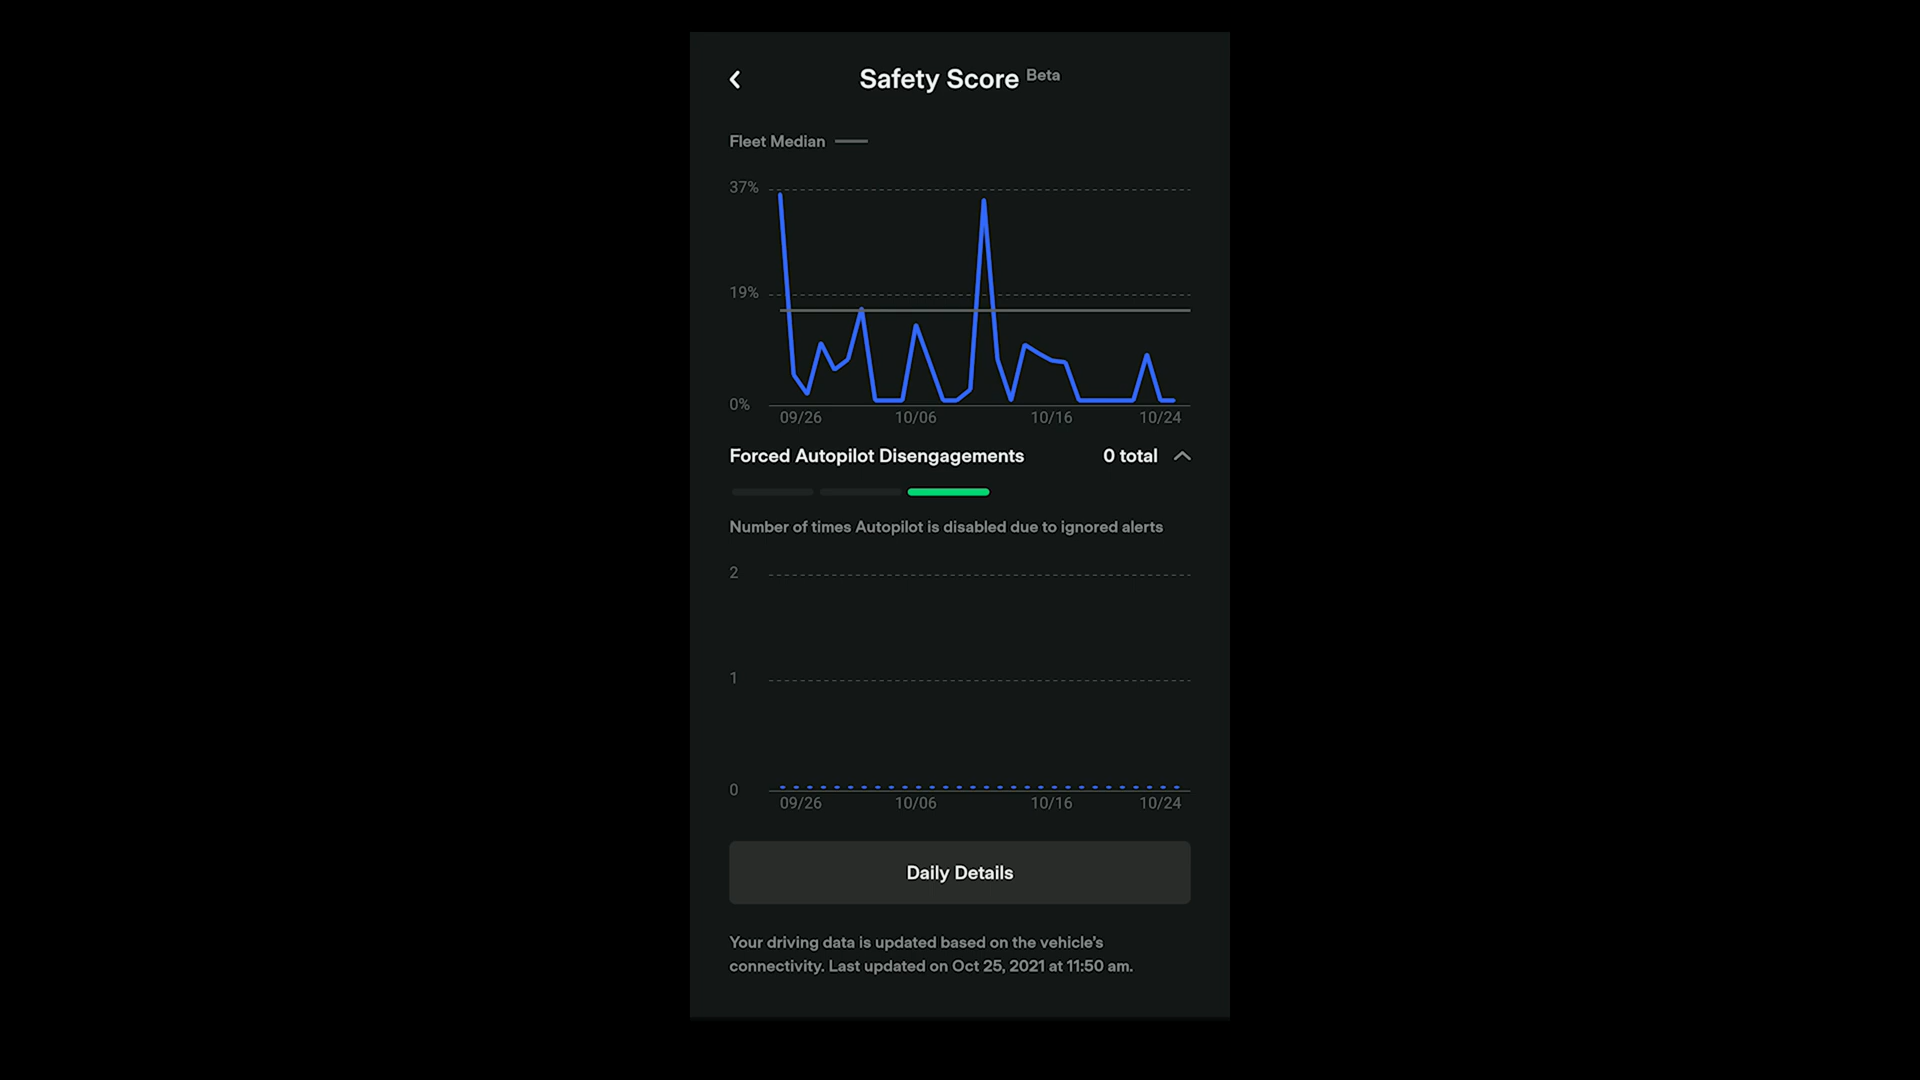 Safety Score Beta
Fleet Median
37%
19%
0%
09/26 10/06 10/16 10/24
Forced Autopilot Disengagements 0 total
Number of times Autopilot is disabled due to ignored alerts
2
1
0
09/26 10/06 10/16 10/24
Daily Details
Your driving data is updated based on the vehicle's
connectivity. Last updated on Oct 25, 2021 at 11:50 am.